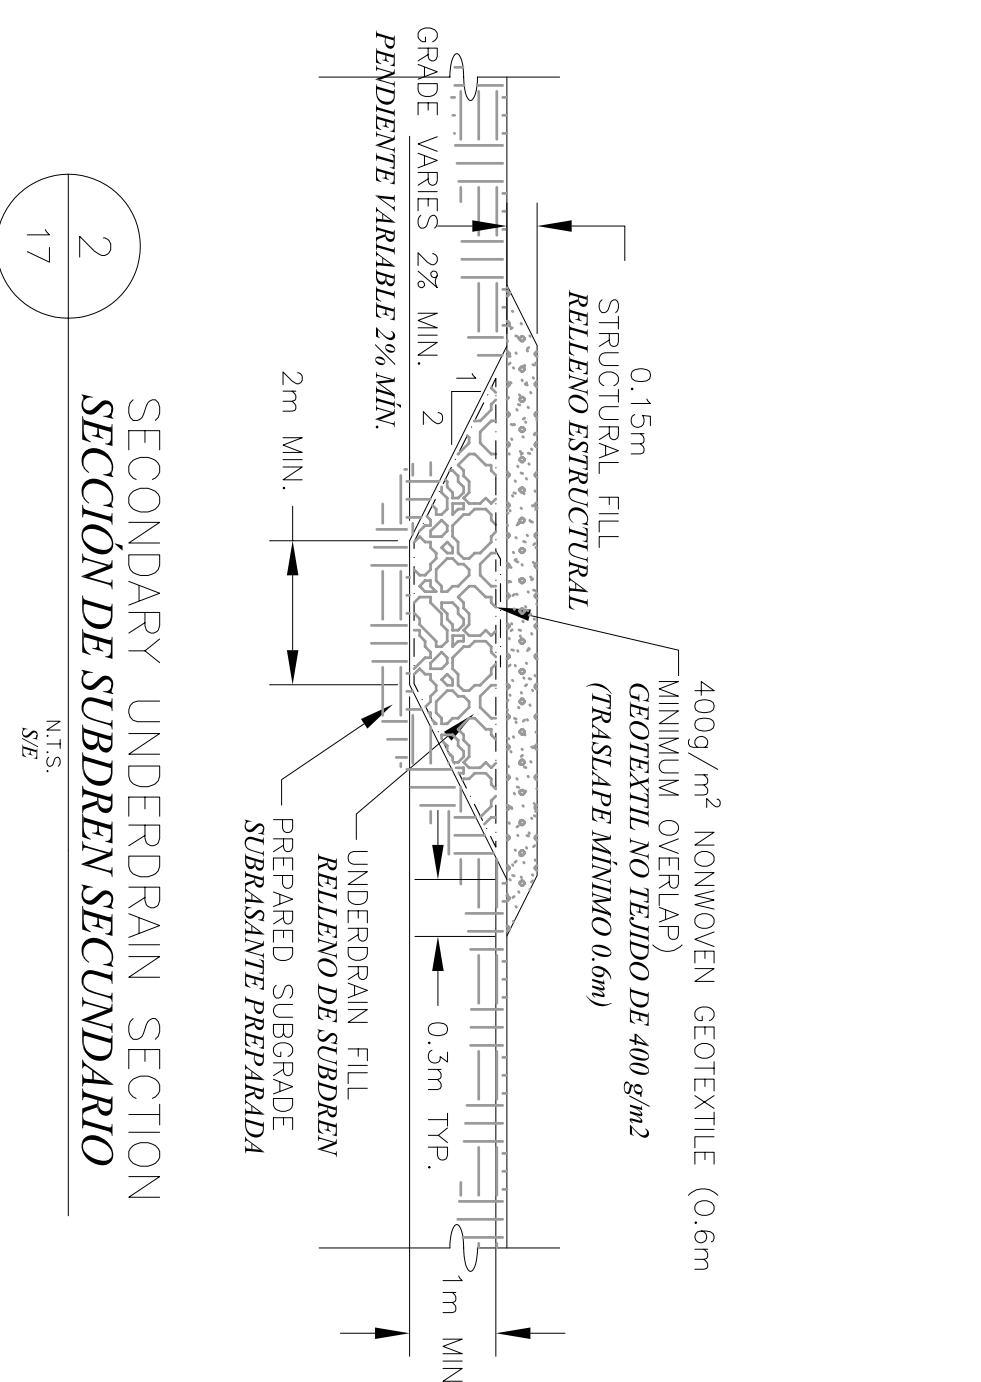 400g/m² NONWOVEN GEOTEXTILE (0.6m
MINIMUM OVERLAP)
GEOTEXTIL NO TEJIDO DE 400 g/m2
(TRASLAPE MÍNIMO 0.6m)
0.15m
STRUCTURAL FILL
RELLENO ESTRUCTURAL
GRADE VARIES 2% MIN.
PENDIENTE VARIABLE 2% MÍN.
1
2
2m MIN.
0.3m TYP.
1m MIN
UNDERDRAIN FILL
RELLENO DE SUBDREN
PREPARED SUBGRADE
SUBRASANTE PREPARADA
2
17
SECONDARY UNDERDRAIN SECTION
SECCIÓN DE SUBDREN SECUNDARIO
N.T.S.
S/E